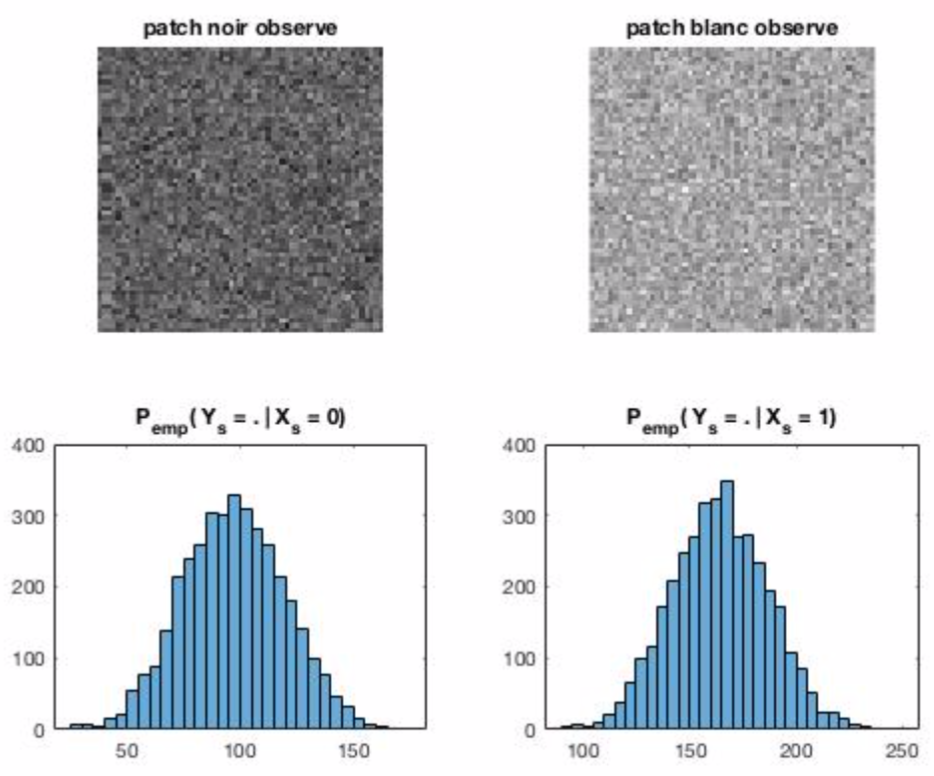 patch noir observe
patch blanc observe
P_emp( Y_s = . | X_s = 0)
400
300
200
100
0
50 100 150
P_emp( Y_s = . | X_s = 1)
400
300
200
100
0
100 150 200 250